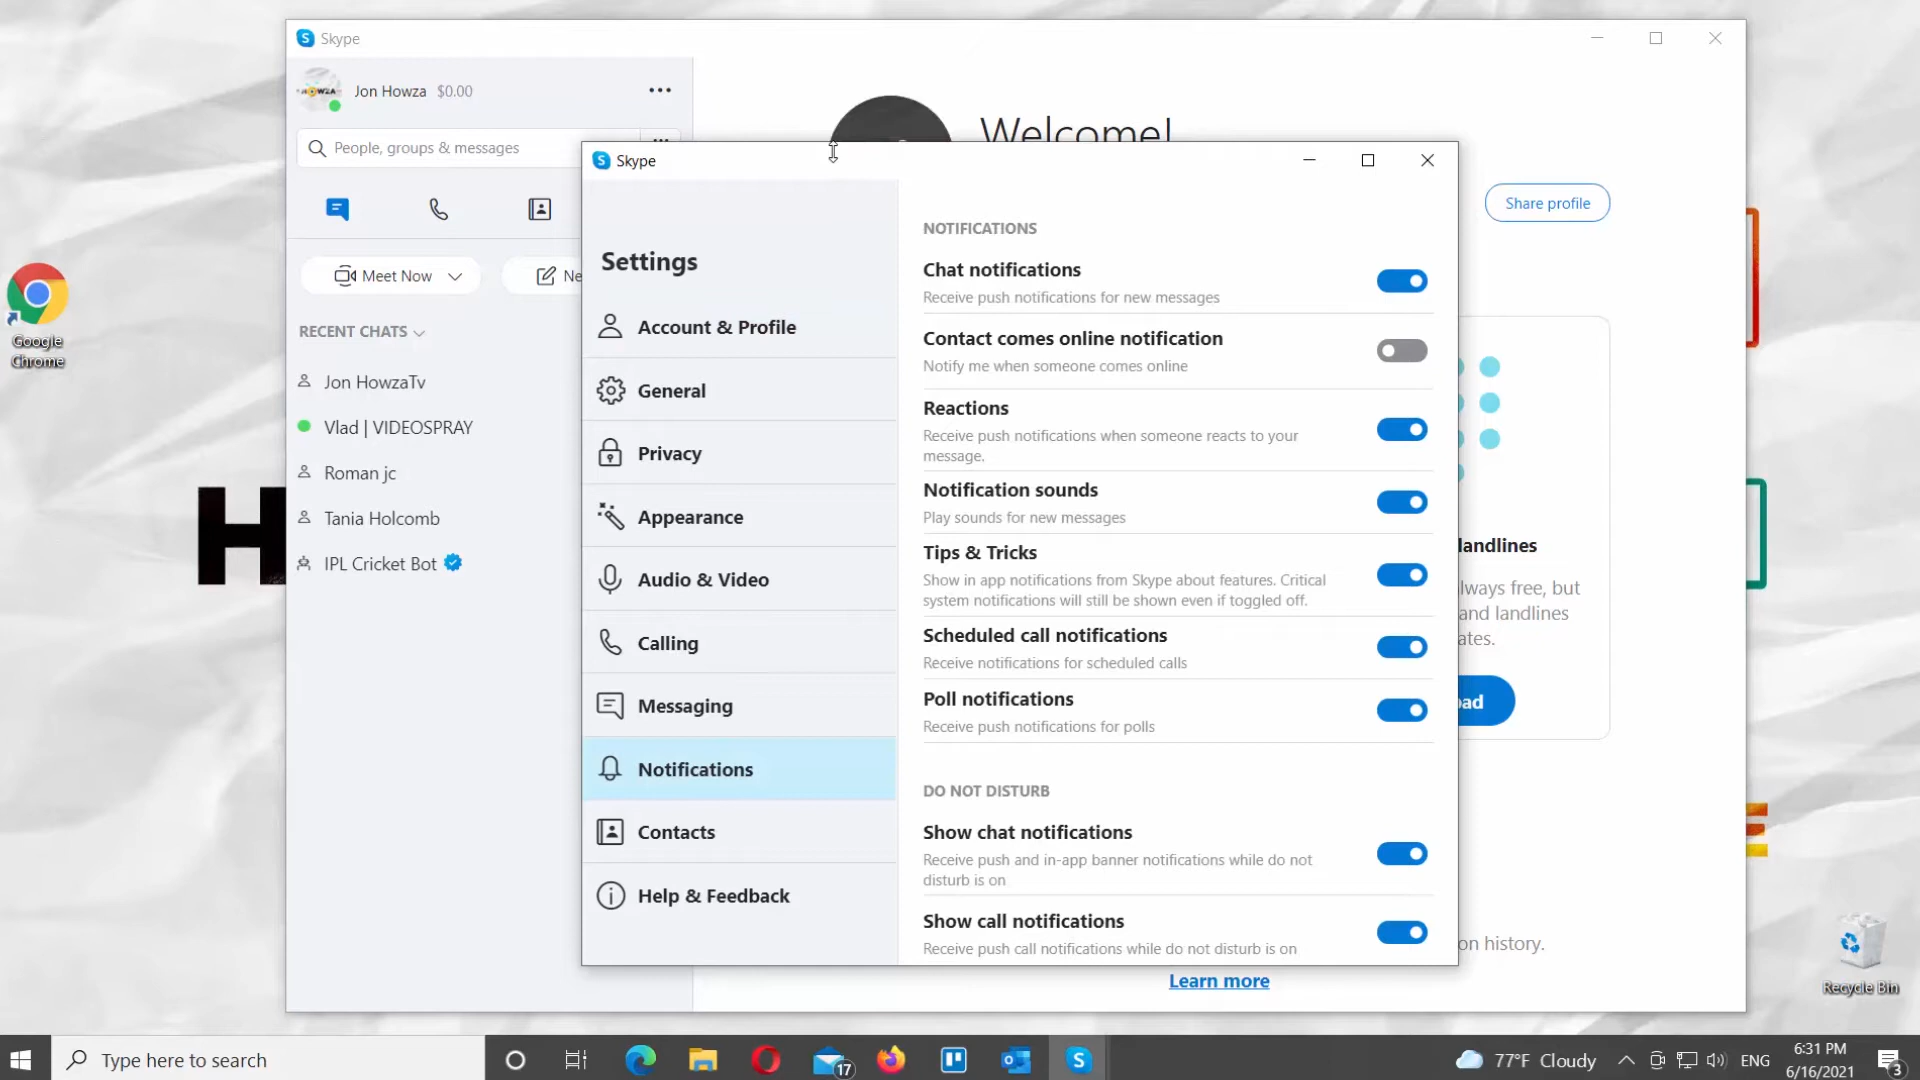 Skype
Jon Howza $0.00
People, groups & messages
Meet Now
Ne
RECENT CHATS
Jon HowzaTv
Vlad | VIDEOSPRAY
Roman jc
Tania Holcomb
IPL Cricket Bot
Welcome!
Share profile
landlines
lways free, but
and landlines
ates.
oad
on history.
Learn more
Skype
Settings
Account & Profile
General
Privacy
Appearance
Audio & Video
Calling
Messaging
Notifications
Contacts
Help & Feedback
NOTIFICATIONS
Chat notifications
Receive push notifications for new messages
Contact comes online notification
Notify me when someone comes online
Reactions
Receive push notifications when someone reacts to your
message.
Notification sounds
Play sounds for new messages
Tips & Tricks
Show in app notifications from Skype about features. Critical
system notifications will still be shown even if toggled off.
Scheduled call notifications
Receive notifications for scheduled calls
Poll notifications
Receive push notifications for polls
DO NOT DISTURB
Show chat notifications
Receive push and in-app banner notifications while do not
disturb is on
Show call notifications
Receive push call notifications while do not disturb is on
Google
Chrome
H
E
Recycle Bin
Type here to search
17
77°F Cloudy
ENG
6:31 PM
6/16/2021
3